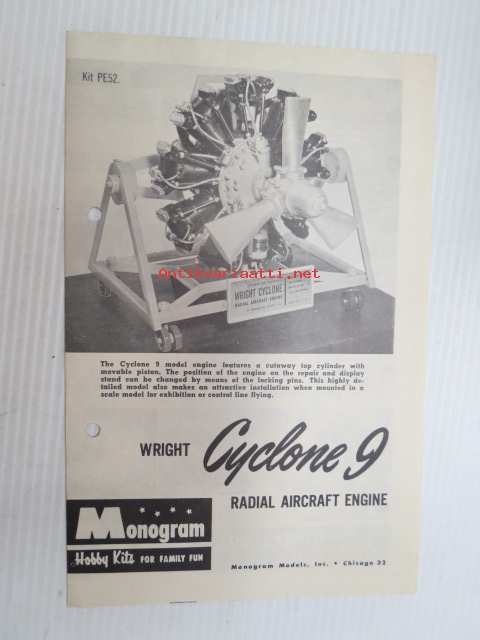 Kit PE52.
Antikvariaatti.net
WRIGHT CYCLONE
RADIAL AIRCRAFT ENGINE
The Cyclone 9 model engine features a cutaway top cylinder with
movable piston. The position of the engine on the repair and display
stand can be changed by means of the locking pins. This highly de-
tailed model also makes an attractive installation when mounted in a
scale model for exhibition or control line flying.
WRIGHT Cyclone 9
RADIAL AIRCRAFT ENGINE
Monogram
Hobby Kits FOR FAMILY FUN
Monogram Models, Inc. • Chicago 32